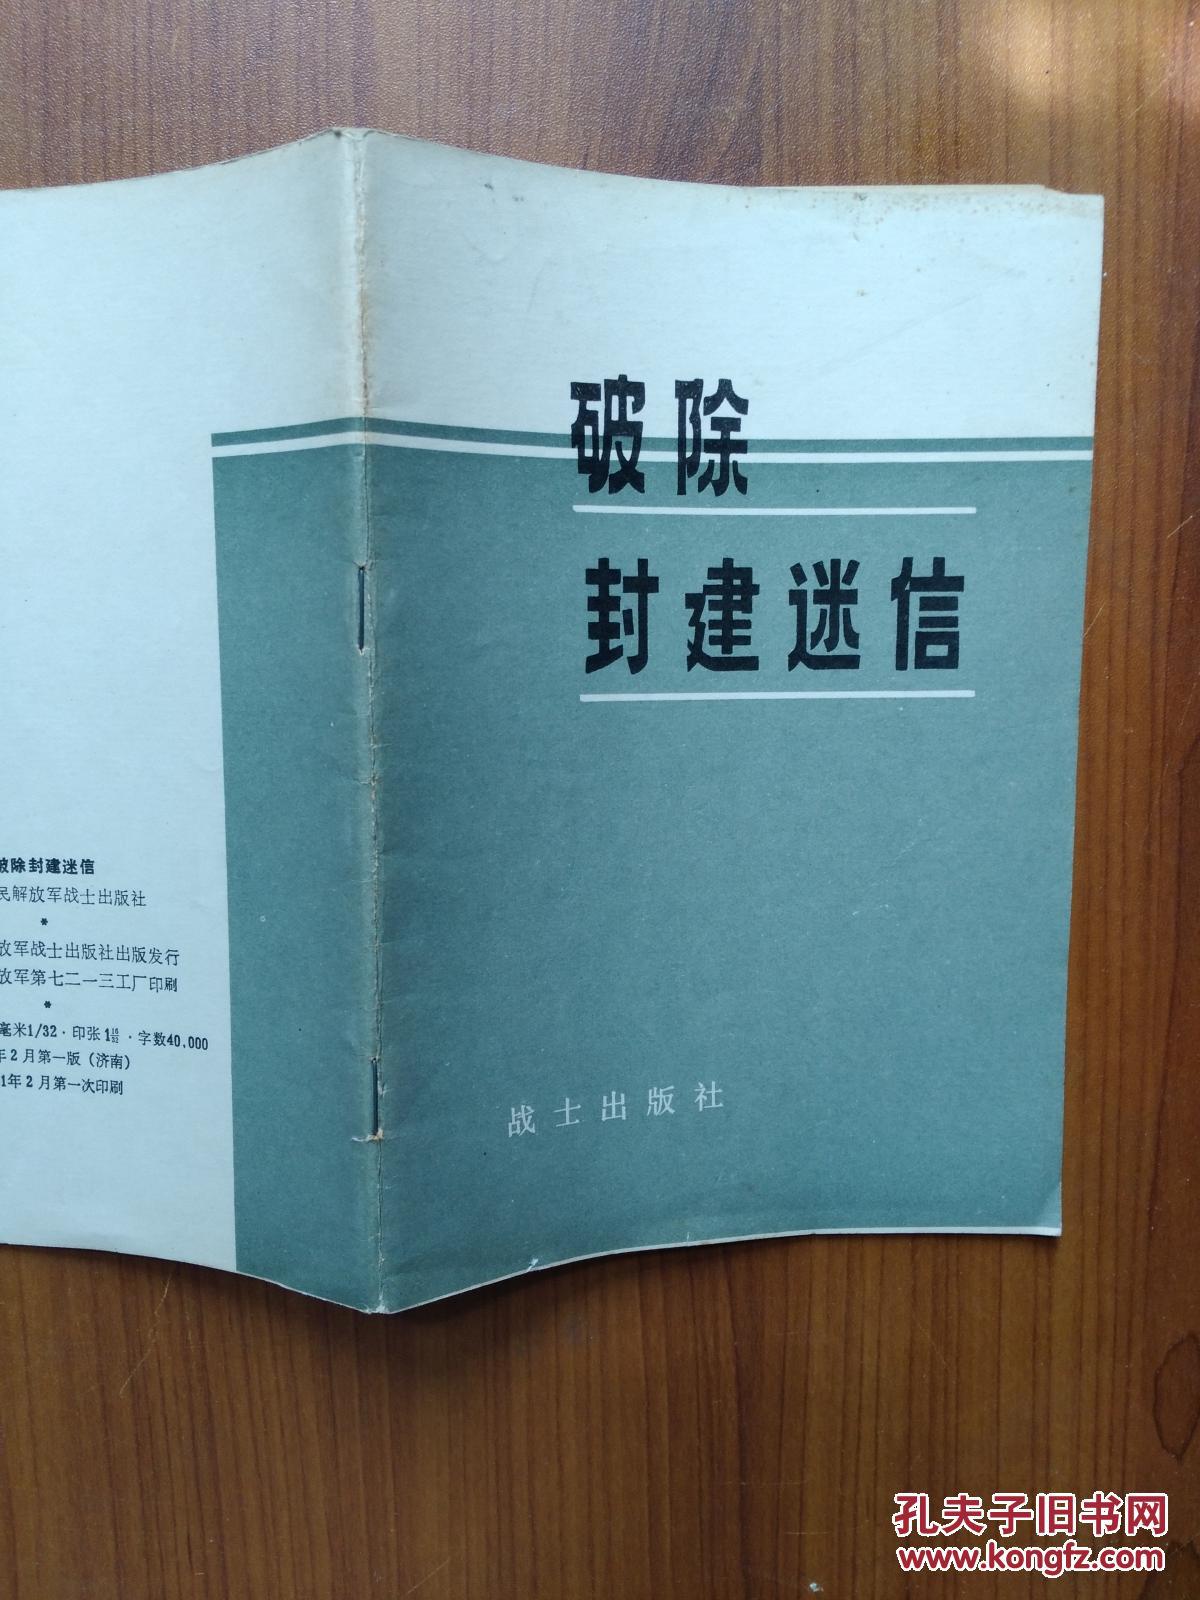 破除
封建迷信
战士出版社
破除封建迷信
民解放军战士出版社
*
放军战士出版社出版发行
放军第七二一三工厂印刷
*
毫米1/32·印张1 ·字数40,000
年2月第一版(济南)
1年2月第一次印刷
孔夫子旧书网
www.kongfz.com